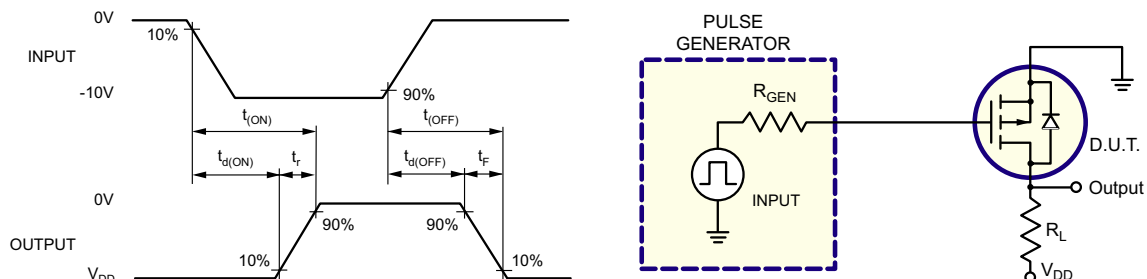 0V
10%
INPUT
-10V
90%
t(ON)
t(OFF)
td(ON)
tr
td(OFF)
tF
0V
90%
90%
OUTPUT
10%
10%
VDD
PULSE
GENERATOR
RGEN
INPUT
D.U.T.
Output
RL
VDD